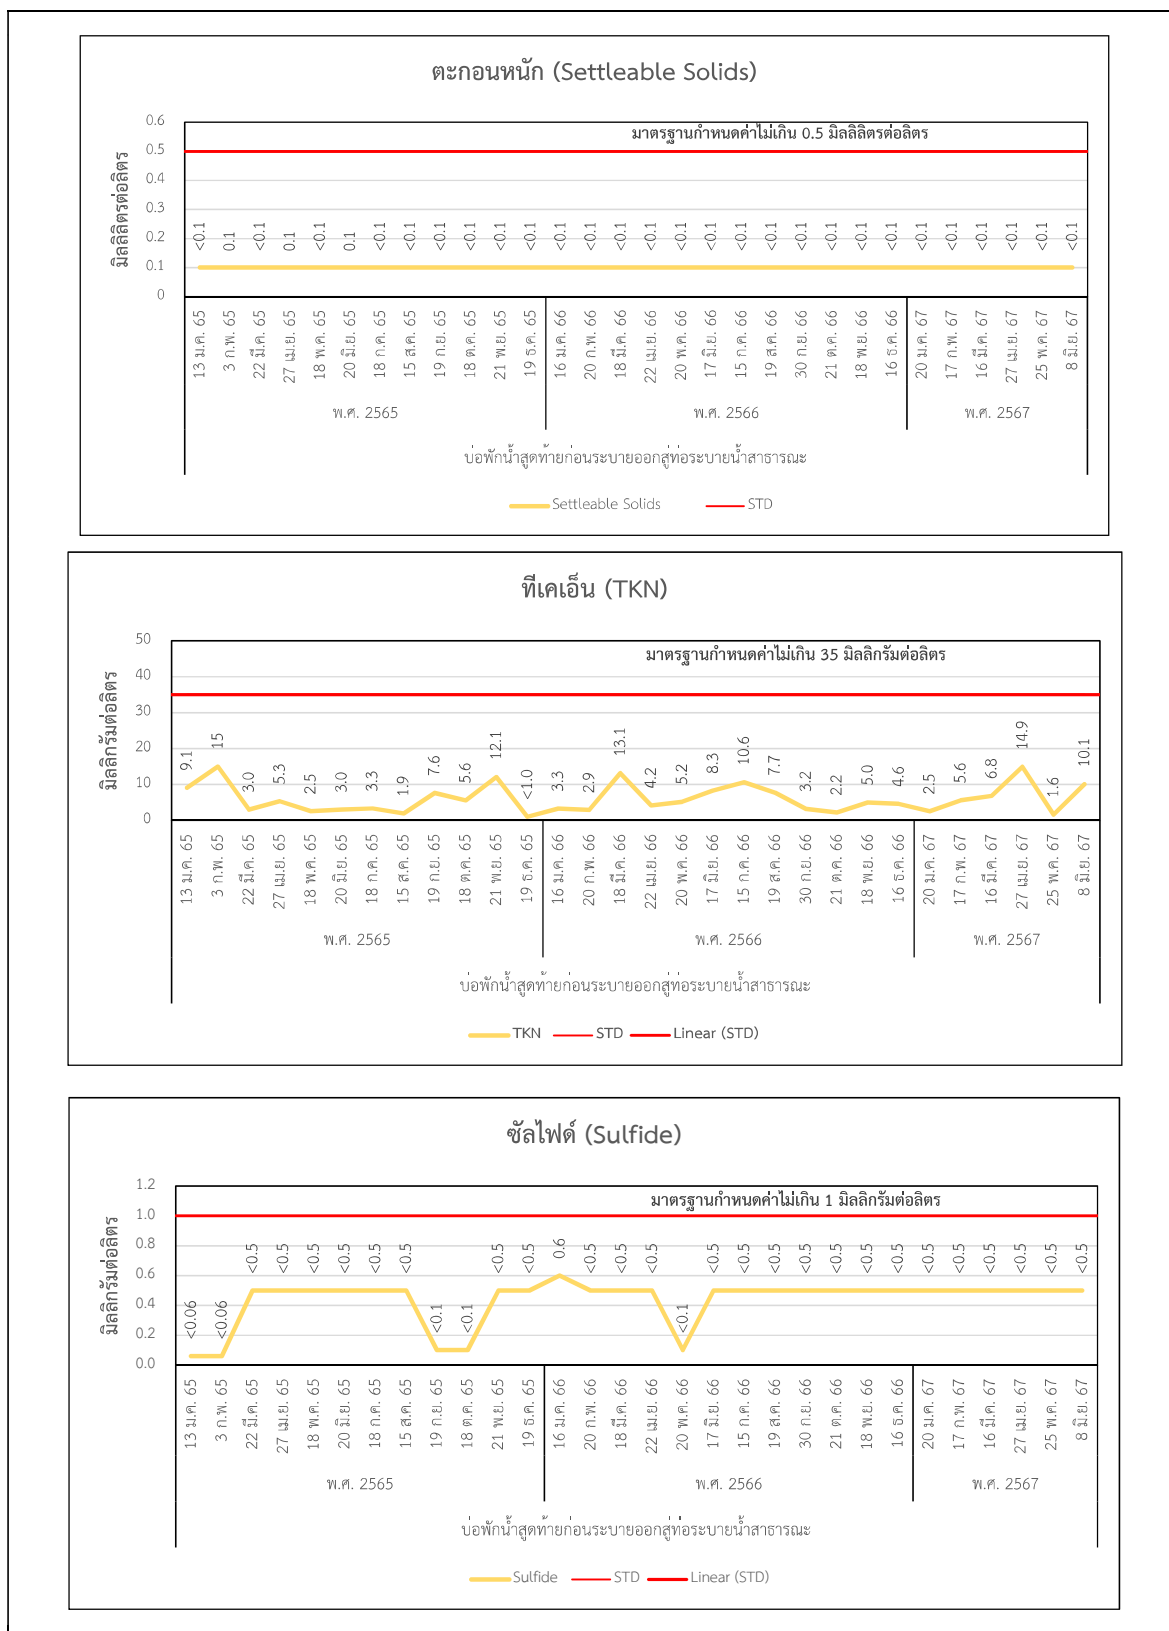 ตะกอนหนัก (Settleable Solids)
มาตรฐานกำหนดค่าไม่เกิน 0.5 มิลลิลิตรต่อลิตร
มิลลิลิตรต่อลิตร
0.6
0.5
0.4
0.3
0.2
0.1
0
<0.1 0.1 <0.1 0.1 <0.1 0.1 <0.1 <0.1 <0.1 <0.1 <0.1 <0.1 <0.1 <0.1 <0.1 <0.1 <0.1 <0.1 <0.1 <0.1 <0.1 <0.1 <0.1 <0.1 <0.1 <0.1 <0.1 <0.1 <0.1 <0.1
13 ม.ค. 65 3 ก.พ. 65 22 มี.ค. 65 27 เม.ย. 65 18 พ.ค. 65 20 มิ.ย. 65 18 ก.ค. 65 15 ส.ค. 65 19 ก.ย. 65 18 ต.ค. 65 21 พ.ย. 65 19 ธ.ค. 65 16 ม.ค. 66 20 ก.พ. 66 18 มี.ค. 66 22 เม.ย. 66 20 พ.ค. 66 17 มิ.ย. 66 15 ก.ค. 66 19 ส.ค. 66 30 ก.ย. 66 21 ต.ค. 66 18 พ.ย. 66 16 ธ.ค. 66 20 ม.ค. 67 17 ก.พ. 67 16 มี.ค. 67 27 เม.ย. 67 25 พ.ค. 67 8 มิ.ย. 67
พ.ศ. 2565 พ.ศ. 2566 พ.ศ. 2567
บ่อพักน้ำสุดท้ายก่อนระบายออกสู่ท่อระบายน้ำสาธารณะ
Settleable Solids STD
ทีเคเอ็น (TKN)
มาตรฐานกำหนดค่าไม่เกิน 35 มิลลิกรัมต่อลิตร
มิลลิกรัมต่อลิตร
50
40
30
20
10
0
9.1 15 3.0 5.3 2.5 3.0 3.3 1.9 7.6 5.6 12.1 <1.0 3.3 2.9 13.1 4.2 5.2 8.3 10.6 7.7 3.2 2.2 5.0 4.6 2.5 5.6 6.8 14.9 1.6 10.1
13 ม.ค. 65 3 ก.พ. 65 22 มี.ค. 65 27 เม.ย. 65 18 พ.ค. 65 20 มิ.ย. 65 18 ก.ค. 65 15 ส.ค. 65 19 ก.ย. 65 18 ต.ค. 65 21 พ.ย. 65 19 ธ.ค. 65 16 ม.ค. 66 20 ก.พ. 66 18 มี.ค. 66 22 เม.ย. 66 20 พ.ค. 66 17 มิ.ย. 66 15 ก.ค. 66 19 ส.ค. 66 30 ก.ย. 66 21 ต.ค. 66 18 พ.ย. 66 16 ธ.ค. 66 20 ม.ค. 67 17 ก.พ. 67 16 มี.ค. 67 27 เม.ย. 67 25 พ.ค. 67 8 มิ.ย. 67
พ.ศ. 2565 พ.ศ. 2566 พ.ศ. 2567
บ่อพักน้ำสุดท้ายก่อนระบายออกสู่ท่อระบายน้ำสาธารณะ
TKN STD Linear (STD)
ซัลไฟด์ (Sulfide)
มาตรฐานกำหนดค่าไม่เกิน 1 มิลลิกรัมต่อลิตร
มิลลิกรัมต่อลิตร
1.2
1.0
0.8
0.6
0.4
0.2
0.0
<0.06 <0.06 <0.5 <0.5 <0.5 <0.5 <0.5 <0.5 <0.1 <0.1 <0.5 <0.5 0.6 <0.5 <0.5 <0.5 <0.1 <0.5 <0.5 <0.5 <0.5 <0.5 <0.5 <0.5 <0.5 <0.5 <0.5 <0.5 <0.5 <0.5
13 ม.ค. 65 3 ก.พ. 65 22 มี.ค. 65 27 เม.ย. 65 18 พ.ค. 65 20 มิ.ย. 65 18 ก.ค. 65 15 ส.ค. 65 19 ก.ย. 65 18 ต.ค. 65 21 พ.ย. 65 19 ธ.ค. 65 16 ม.ค. 66 20 ก.พ. 66 18 มี.ค. 66 22 เม.ย. 66 20 พ.ค. 66 17 มิ.ย. 66 15 ก.ค. 66 19 ส.ค. 66 30 ก.ย. 66 21 ต.ค. 66 18 พ.ย. 66 16 ธ.ค. 66 20 ม.ค. 67 17 ก.พ. 67 16 มี.ค. 67 27 เม.ย. 67 25 พ.ค. 67 8 มิ.ย. 67
พ.ศ. 2565 พ.ศ. 2566 พ.ศ. 2567
บ่อพักน้ำสุดท้ายก่อนระบายออกสู่ท่อระบายน้ำสาธารณะ
Sulfide STD Linear (STD)